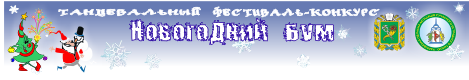 ТАНЦЕВАЛЬНЫЙ ФЕСТИВАЛЬ-КОНКУРС
НОВОГОДНИЙ БУМ